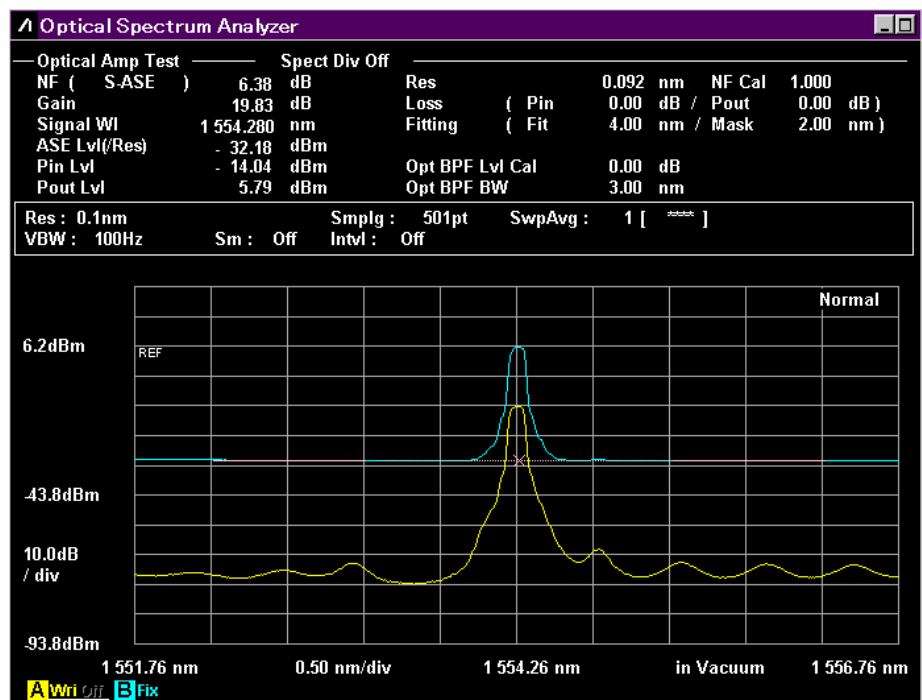 Optical Spectrum Analyzer
Optical Amp Test Spect Div Off
NF ( S-ASE ) 6.38 dB Res 0.092 nm NF Cal 1.000
Gain 19.83 dB Loss ( Pin 0.00 dB / Pout 0.00 dB )
Signal Wl 1 554.280 nm Fitting ( Fit 4.00 nm / Mask 2.00 nm )
ASE Lvl(/Res) - 32.18 dBm
Pin Lvl - 14.04 dBm Opt BPF Lvl Cal 0.00 dB
Pout Lvl 5.79 dBm Opt BPF BW 3.00 nm
Res : 0.1nm Smplg : 501pt SwpAvg : 1 [ **** ]
VBW : 100Hz Sm : Off Intvl : Off
Normal
6.2dBm
REF
-43.8dBm
10.0dB
/ div
-93.8dBm
1 551.76 nm 0.50 nm/div 1 554.26 nm in Vacuum 1 556.76 nm
A Wri Off B Fix